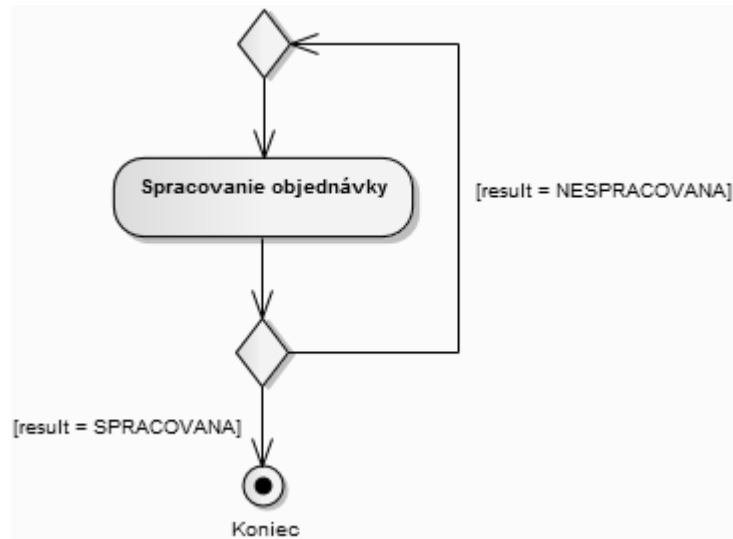 Spracovanie objednávky
[result = NESPRACOVANA]
[result = SPRACOVANA]
Koniec